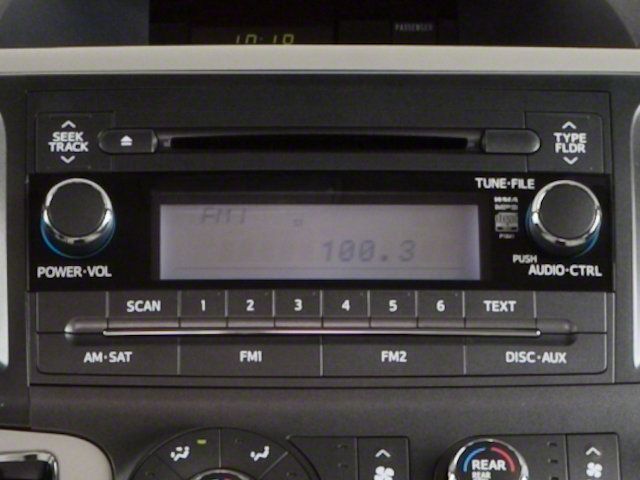 10:18
PASSENGER
SEEK
TRACK
TYPE
FLDR
TUNE·FILE
FM1
100.3
POWER·VOL
PUSH
AUDIO·CTRL
SCAN 1 2 3 4 5 6 TEXT
AM·SAT FM1 FM2 DISC·AUX
REAR